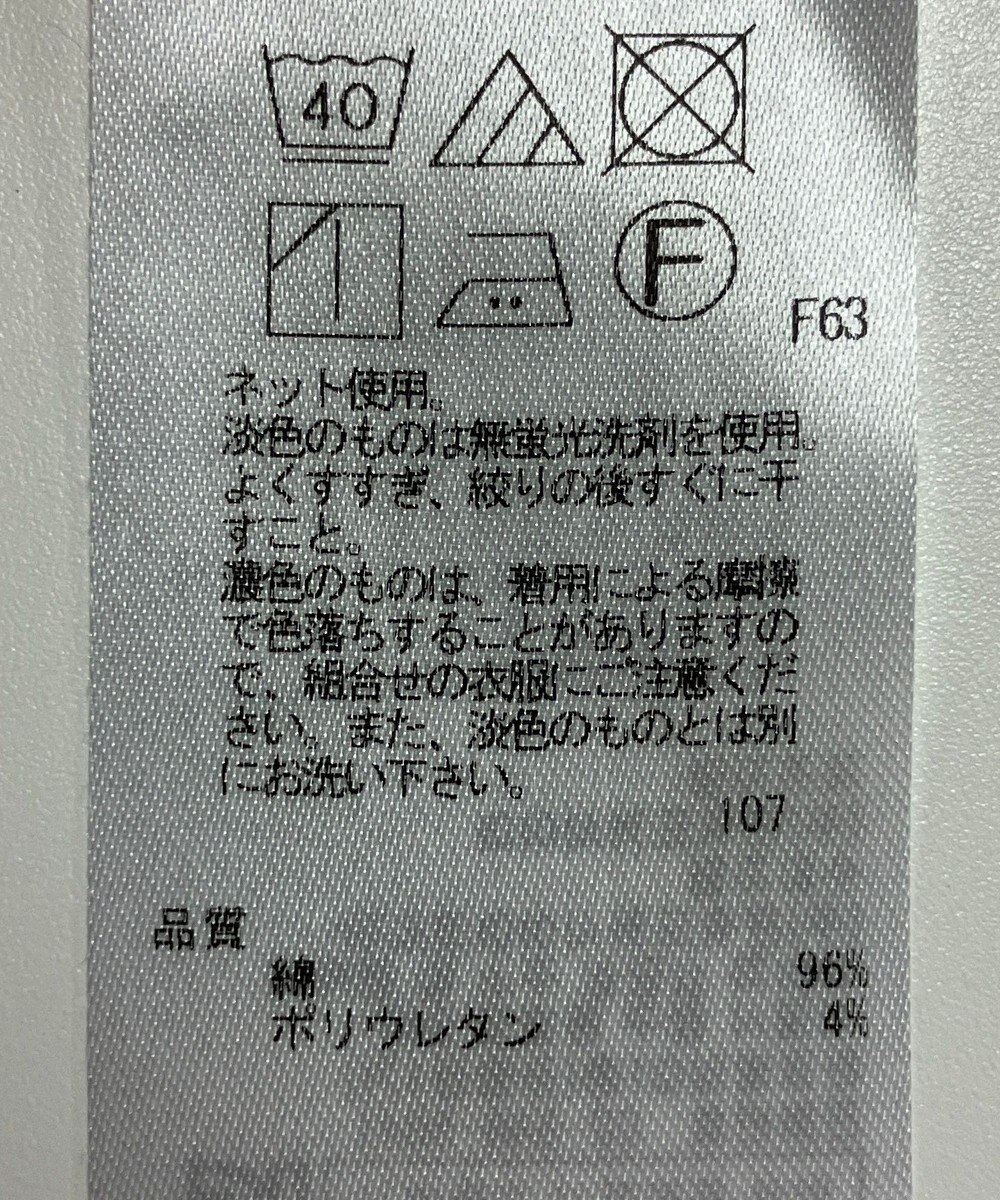 40
F
F63
ネット使用。
淡色のものは無蛍光洗剤を使用。
よくすすぎ、絞りの後すぐに干
すこと。
濃色のものは、着用による摩擦
で色落ちすることがありますの
で、組合せの衣服にご注意くだ
さい。また、淡色のものとは別
にお洗い下さい。
107
品質
綿 96%
ポリウレタン 4%